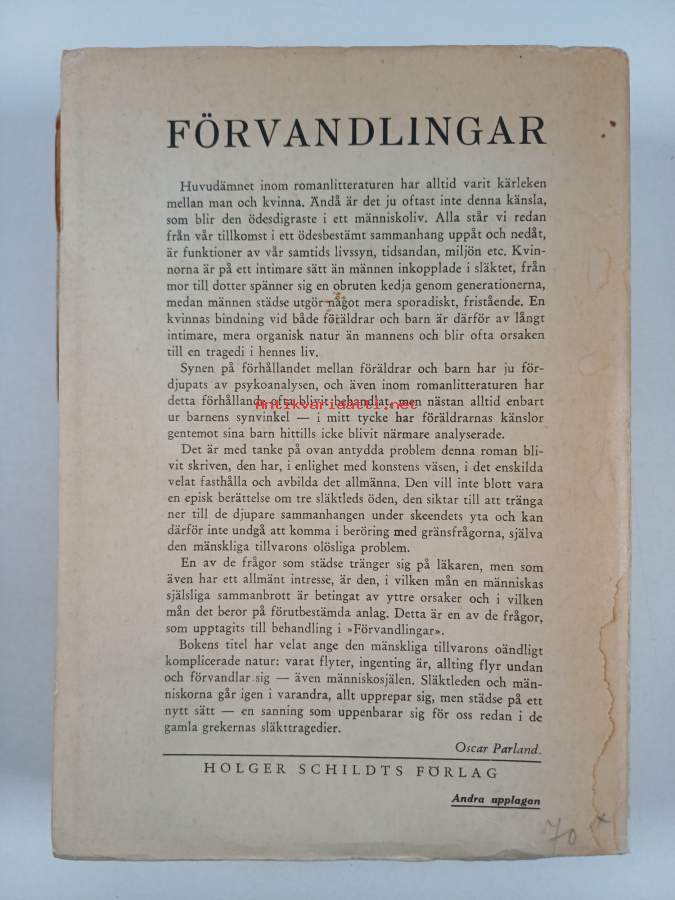 FÖRVANDLINGAR
Huvudämnet inom romanlitteraturen har alltid varit kärleken
mellan man och kvinna. Ändå är det ju oftast inte denna känsla,
som blir den ödesdigraste i ett människoliv. Alla står vi redan
från vår tillkomst i ett ödesbestämt sammanhang uppåt och nedåt,
är funktioner av vår samtids livssyn, tidsandan, miljön etc. Kvin-
norna är på ett intimare sätt än männen inkopplade i släktet, från
mor till dotter spänner sig en obruten kedja genom generationerna,
medan männen städse utgör något mera sporadiskt, fristående. En
kvinnas bindning vid både föräldrar och barn är därför av långt
intimare, mera organisk natur än mannens och blir ofta orsaken
till en tragedi i hennes liv.
Synen på förhållandet mellan föräldrar och barn har ju för-
djupats av psykoanalysen, och även inom romanlitteraturen har
detta förhållande ofta blivit behandlat, men nästan alltid enbart
Antikvariaatti.net
ur barnens synvinkel — i mitt tycke har föräldrarnas känslor
gentemot sina barn hittills icke blivit närmare analyserade.
Det är med tanke på ovan antydda problem denna roman bli-
vit skriven, den har, i enlighet med konstens väsen, i det enskilda
velat fasthålla och avbilda det allmänna. Den vill inte blott vara
en episk berättelse om tre släktleds öden, den siktar till att tränga
ner till de djupare sammanhangen under skeendets yta och kan
därför inte undgå att komma i beröring med gränsfrågorna, själva
den mänskliga tillvarons olösliga problem.
En av de frågor som städse tränger sig på läkaren, men som
även har ett allmänt intresse, är den, i vilken mån en människas
själsliga sammanbrott är betingat av yttre orsaker och i vilken
mån det beror på förutbestämda anlag. Detta är en av de frågor,
som upptagits till behandling i »Förvandlingar».
Bokens titel har velat ange den mänskliga tillvarons oändligt
komplicerade natur: varat flyter, ingenting är, allting flyr undan
och förvandlar sig — även människosjälen. Släktleden och män-
niskorna går igen i varandra, allt upprepar sig, men städse på ett
nytt sätt — en sanning som uppenbarar sig för oss redan i de
gamla grekernas släkttragedier.
Oscar Parland.
HOLGER SCHILDTS FÖRLAG
Andra upplagan
70 x